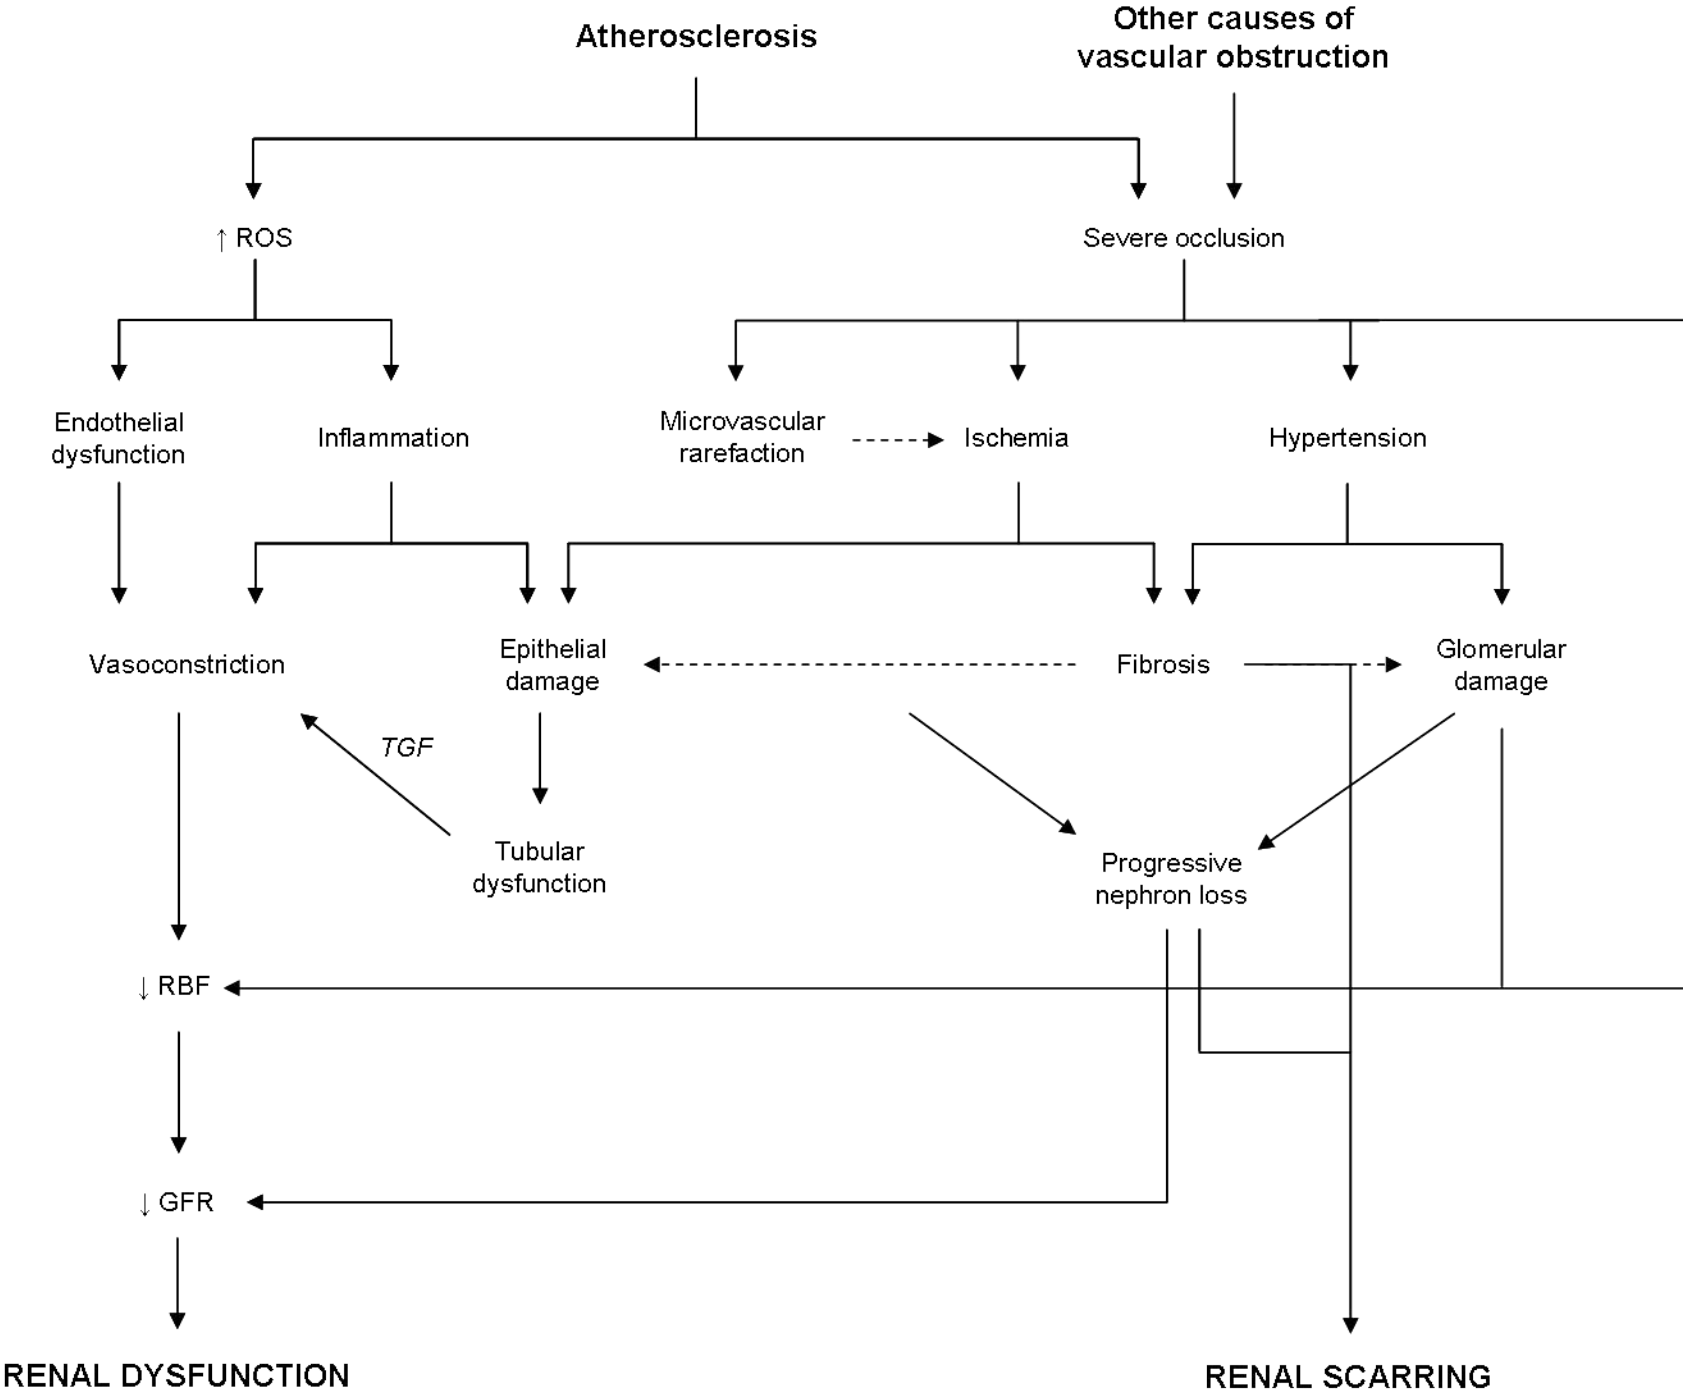 Atherosclerosis
Other causes of
vascular obstruction
↑ ROS
Severe occlusion
Endothelial
dysfunction
Inflammation
Microvascular
rarefaction
Ischemia
Hypertension
Vasoconstriction
Epithelial
damage
Fibrosis
Glomerular
damage
TGF
Tubular
dysfunction
Progressive
nephron loss
↓ RBF
↓ GFR
RENAL DYSFUNCTION
RENAL SCARRING